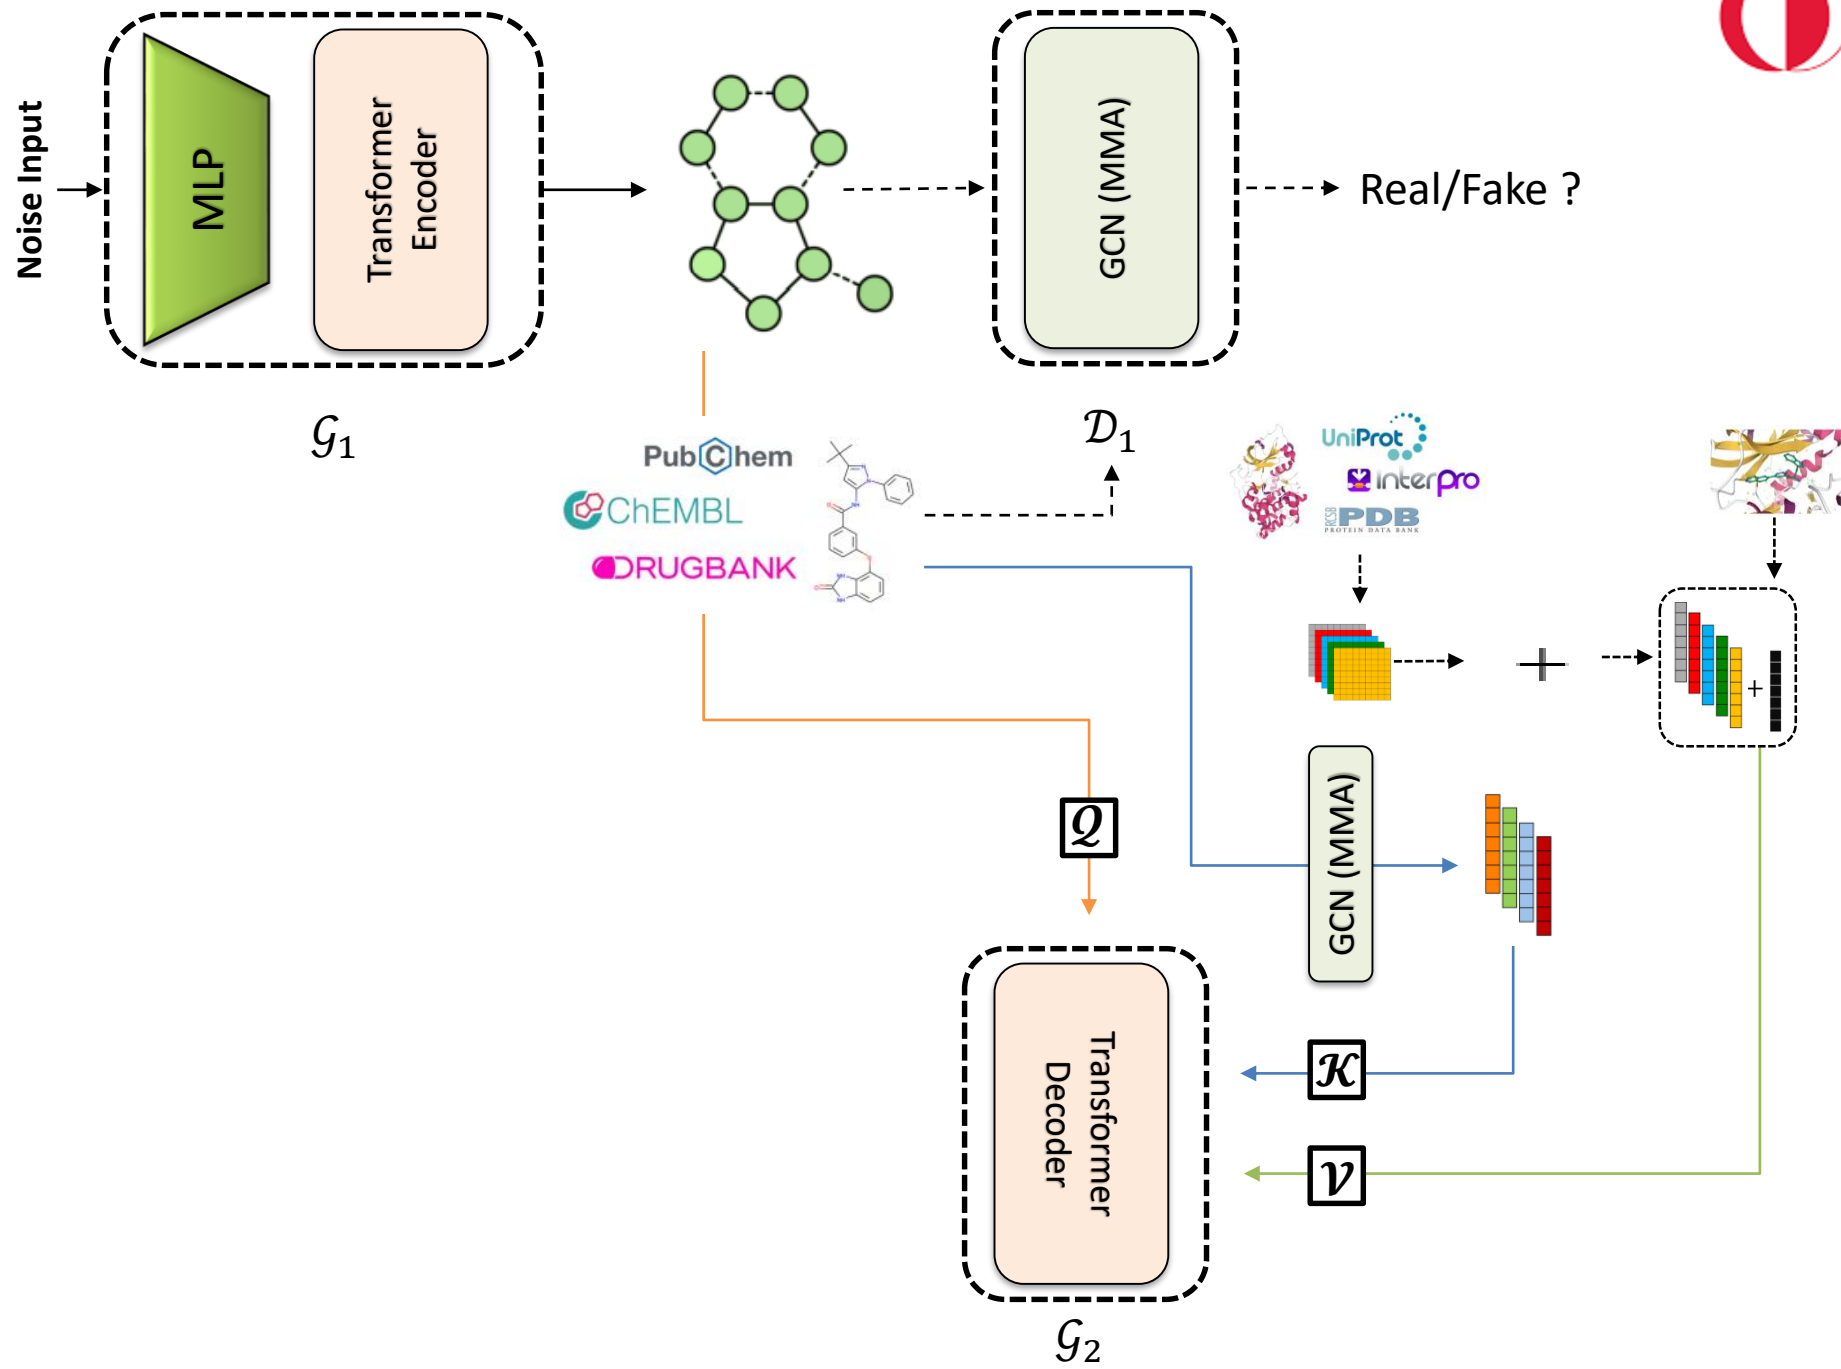 Noise Input
MLP
Transformer
Encoder
GCN (MMA)
Real/Fake ?
𝒢1
𝒟1
PubChem
ChEMBL
DRUGBANK
UniProt
interpro
RCSB
PDB
PROTEIN DATA BANK
+
𝒬
GCN (MMA)
𝒦
𝒱
Transformer
Decoder
𝒢2